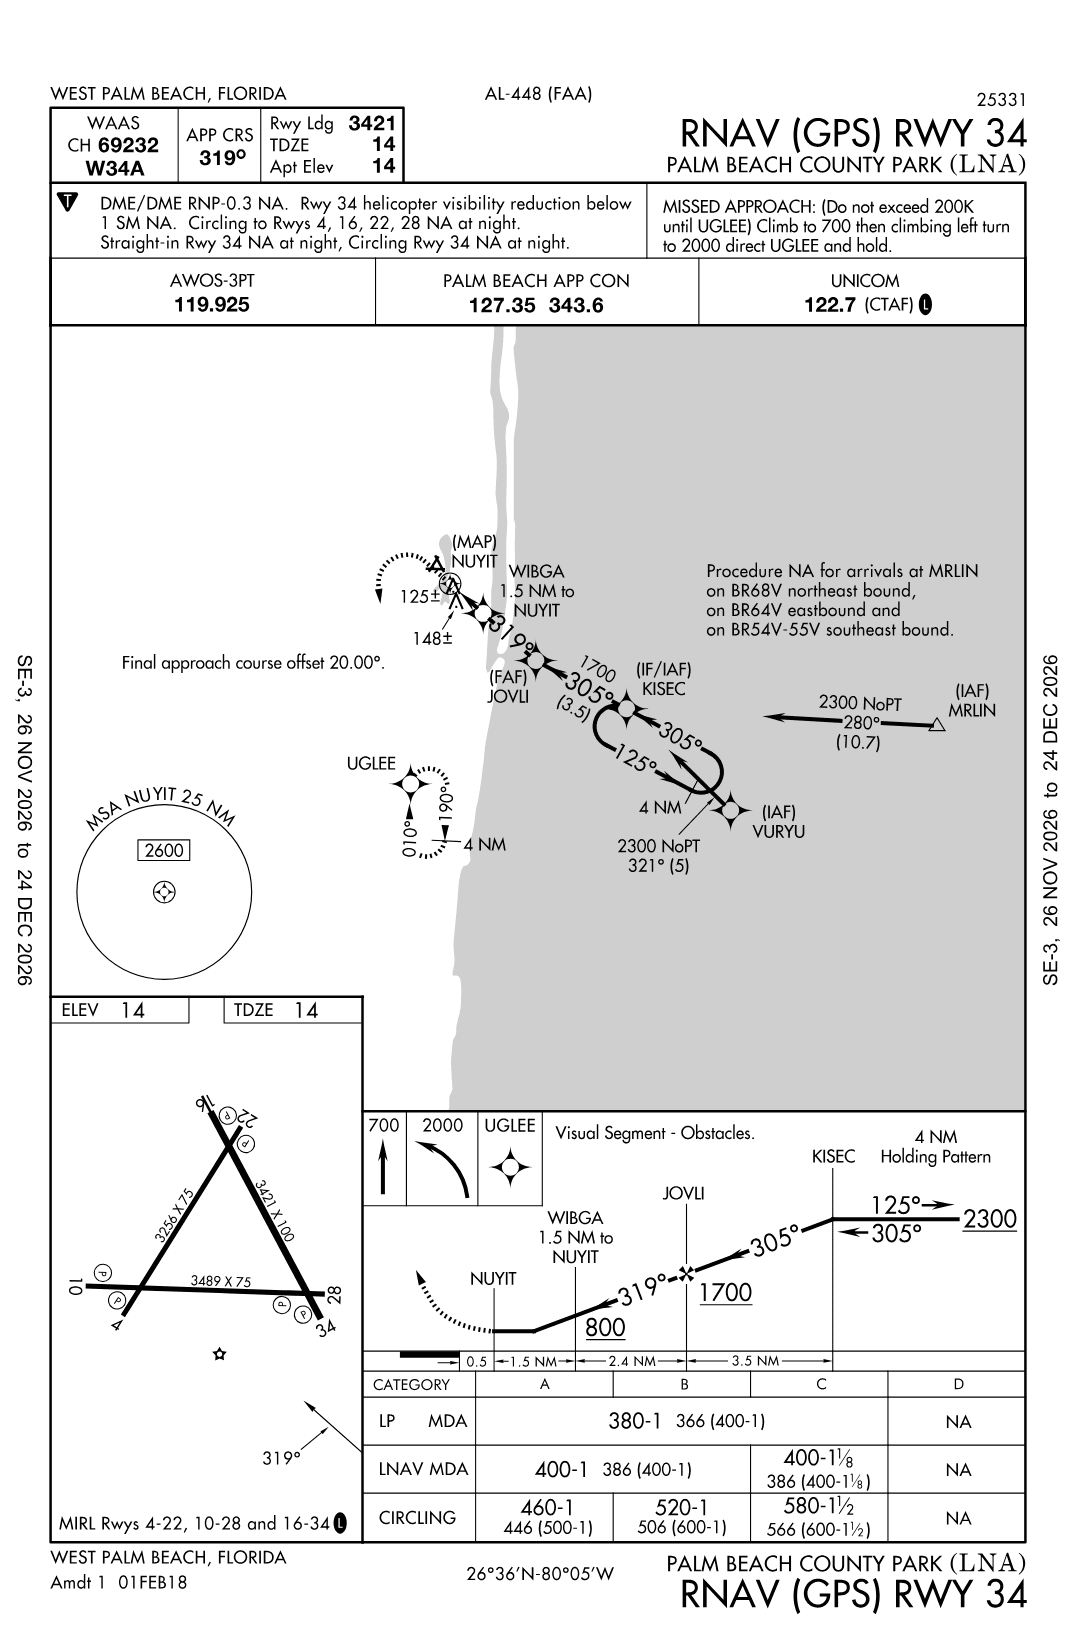 WEST PALM BEACH, FLORIDA
AL-448 (FAA)
25331
WAAS
CH 69232
W34A
APP CRS
319°
Rwy Ldg 3421
TDZE 14
Apt Elev 14
RNAV (GPS) RWY 34
PALM BEACH COUNTY PARK (LNA)
T
DME/DME RNP-0.3 NA. Rwy 34 helicopter visibility reduction below
1 SM NA. Circling to Rwys 4, 16, 22, 28 NA at night.
Straight-in Rwy 34 NA at night, Circling Rwy 34 NA at night.
MISSED APPROACH: (Do not exceed 200K
until UGLEE) Climb to 700 then climbing left turn
to 2000 direct UGLEE and hold.
AWOS-3PT
119.925
PALM BEACH APP CON
127.35 343.6
UNICOM
122.7 (CTAF) L
(MAP)
NUYIT
WIBGA
1.5 NM to
NUYIT
125±
148±
319°
Procedure NA for arrivals at MRLIN
on BR68V northeast bound,
on BR64V eastbound and
on BR54V-55V southeast bound.
Final approach course offset 20.00°.
(FAF)
JOVLI
1700
305°
(3.5)
(IF/IAF)
KISEC
305°
125°
4 NM
2300 NoPT
280°
(10.7)
(IAF)
MRLIN
(IAF)
VURYU
2300 NoPT
321° (5)
UGLEE
010°
190°
4 NM
MSA NUYIT 25 NM
2600
SE-3, 26 NOV 2026 to 24 DEC 2026
SE-3, 26 NOV 2026 to 24 DEC 2026
ELEV 14
TDZE 14
16
A
22
P
3256 X 75
3421 X 100
3489 X 75
10
P
P
4
P
P
28
34
319°
MIRL Rwys 4-22, 10-28 and 16-34 L
700
2000
UGLEE
Visual Segment - Obstacles.
4 NM
Holding Pattern
KISEC
125°
305°
2300
JOVLI
305°
1700
WIBGA
1.5 NM to
NUYIT
319°
800
NUYIT
0.5
1.5 NM
2.4 NM
3.5 NM
CATEGORY A B C D
LP MDA 380-1 366 (400-1) NA
LNAV MDA 400-1 386 (400-1) 400-1⅛ 386 (400-1⅛) NA
CIRCLING 460-1 446 (500-1) 520-1 506 (600-1) 580-1½ 566 (600-1½) NA
WEST PALM BEACH, FLORIDA
Amdt 1 01FEB18
26°36'N-80°05'W
PALM BEACH COUNTY PARK (LNA)
RNAV (GPS) RWY 34